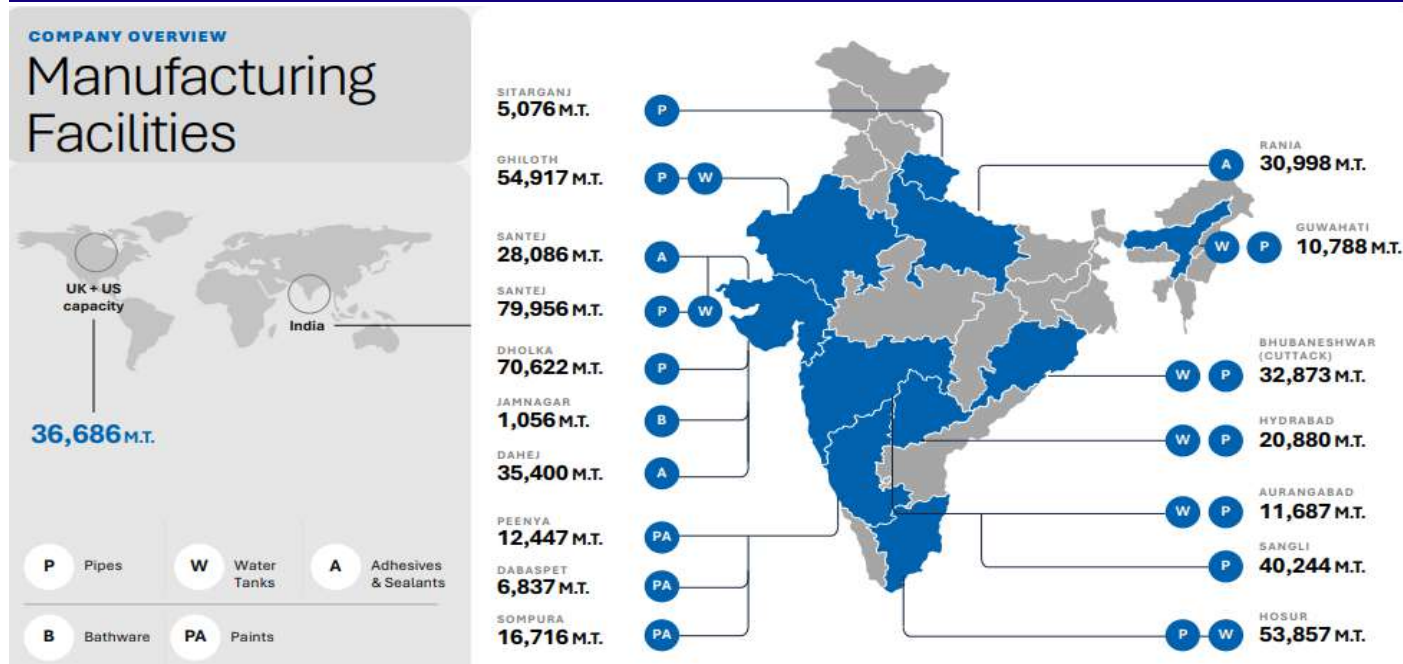 COMPANY OVERVIEW
Manufacturing
Facilities
UK + US
capacity
India
36,686 M.T.
P Pipes
W Water
Tanks
A Adhesives
& Sealants
B Bathware
PA Paints
SITARGANJ
5,076 M.T.
P
GHILOTH
54,917 M.T.
P W
SANTEJ
28,086 M.T.
A
SANTEJ
79,956 M.T.
P W
DHOLKA
70,622 M.T.
P
JAMNAGAR
1,056 M.T.
B
DAHEJ
35,400 M.T.
A
PEENYA
12,447 M.T.
PA
DABASPET
6,837 M.T.
PA
SOMPURA
16,716 M.T.
PA
RANIA
A 30,998 M.T.
GUWAHATI
W P 10,788 M.T.
BHUBANESHWAR
(CUTTACK)
W P 32,873 M.T.
HYDRABAD
W P 20,880 M.T.
AURANGABAD
W P 11,687 M.T.
SANGLI
P 40,244 M.T.
HOSUR
P W 53,857 M.T.